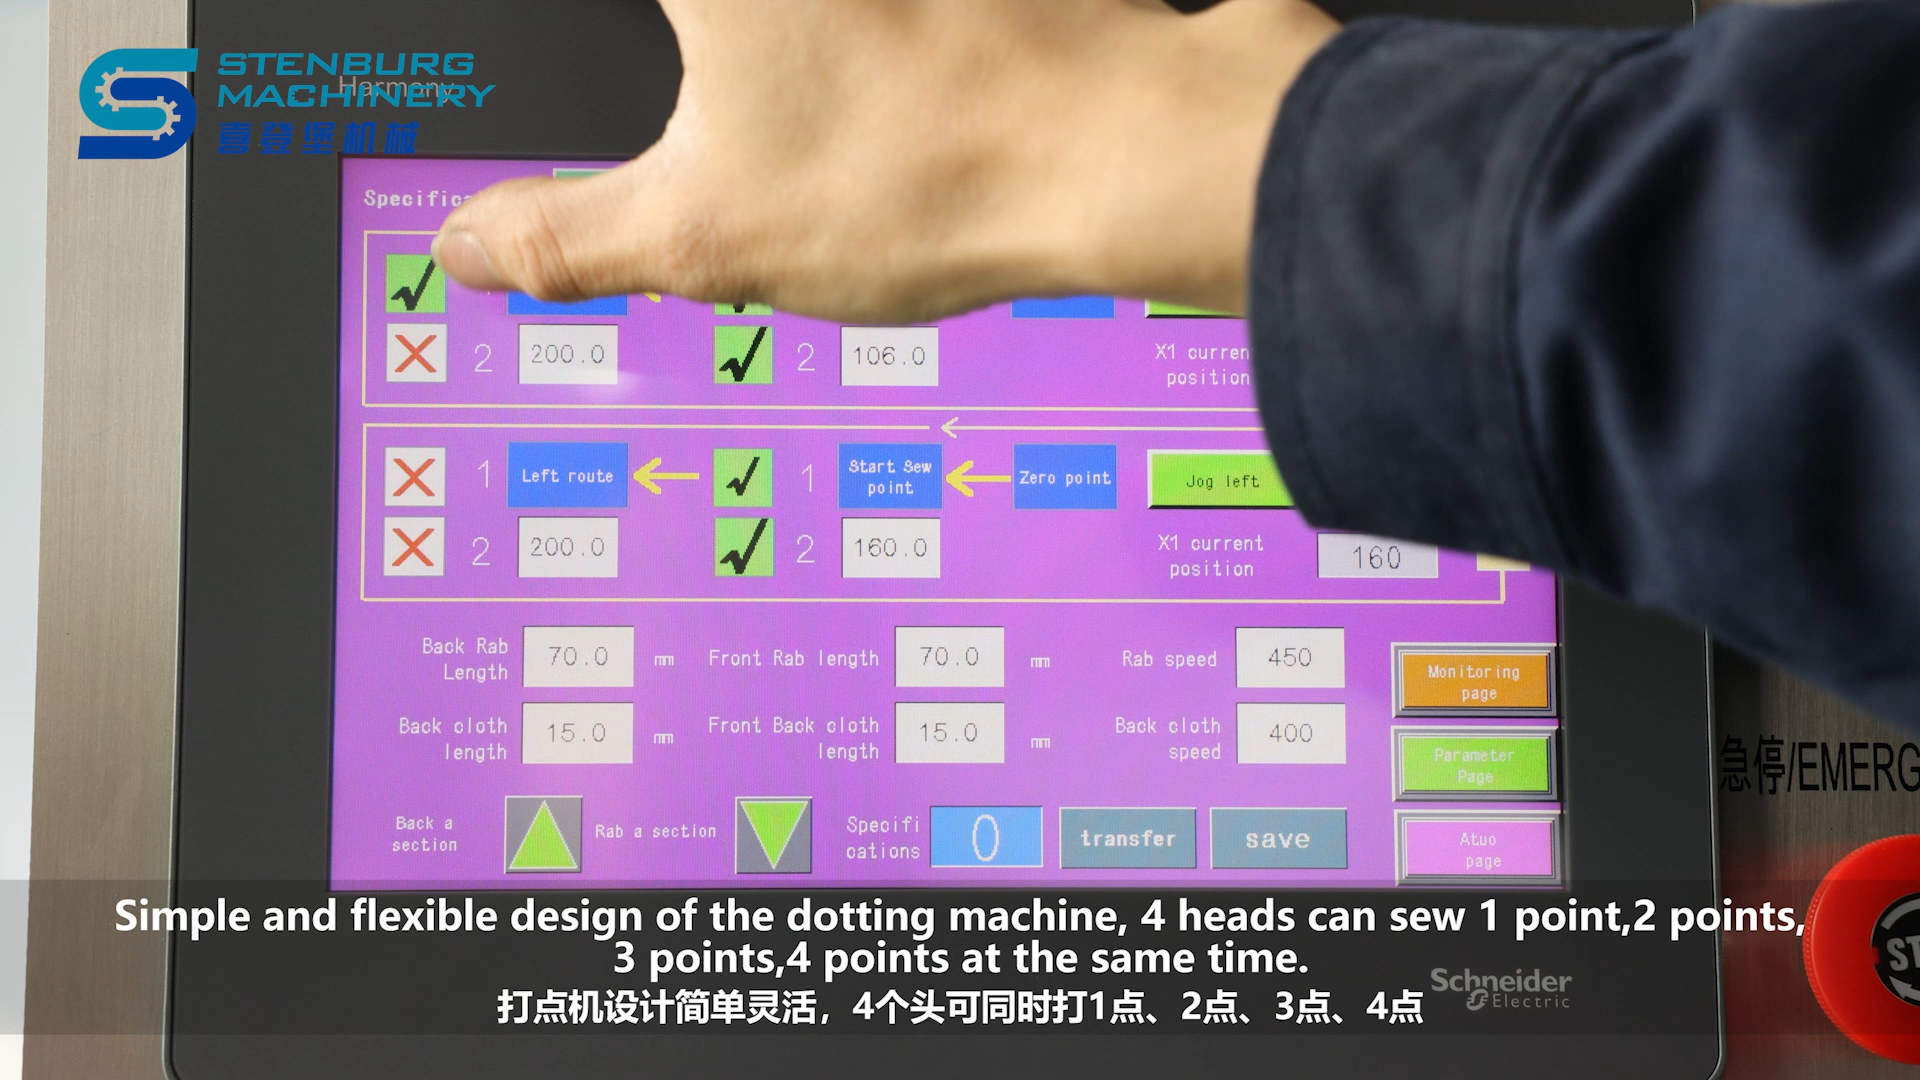 STENBURG
MACHINERY
喜登堡机械
Harmony
2 200.0 2 106.0
position
1 Left route 1 Start Sew point Zero point Jog left
2 200.0 2 160.0 X1 current position 160
Back Rab Length 70.0 mm Front Rab length 70.0 mm Rab speed 450
Monitoring page
Back cloth length 15.0 mm Front Back cloth length 15.0 mm Back cloth speed 400
Parameter Page
急停/EMERG
Back a section Rab a section Specifi cations 0 transfer save
Atuo page
Simple and flexible design of the dotting machine, 4 heads can sew 1 point,2 points,
3 points,4 points at the same time.
打点机设计简单灵活，4个头可同时打1点、2点、3点、4点
Schneider
Electric